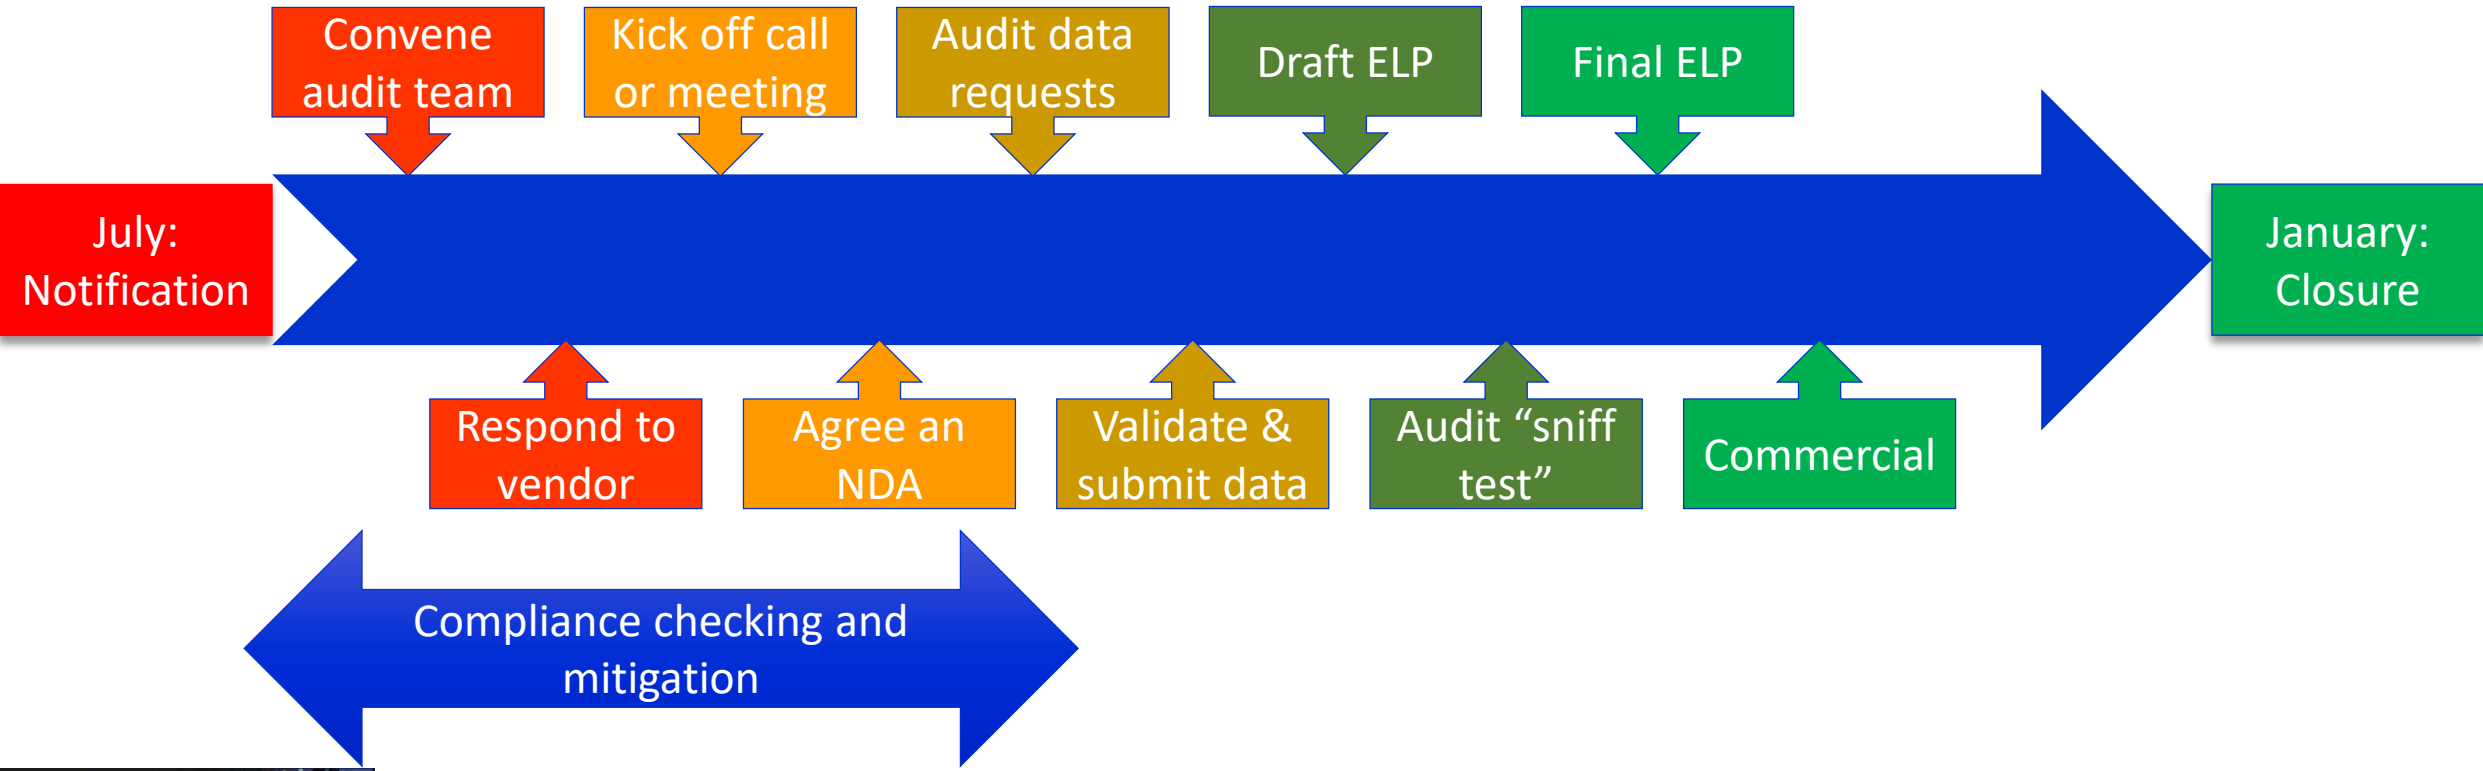 Convene
audit team
Kick off call
or meeting
Audit data
requests
Draft ELP
Final ELP
July:
Notification
January:
Closure
Respond to
vendor
Agree an
NDA
Validate &
submit data
Audit “sniff
test”
Commercial
Compliance checking and
mitigation